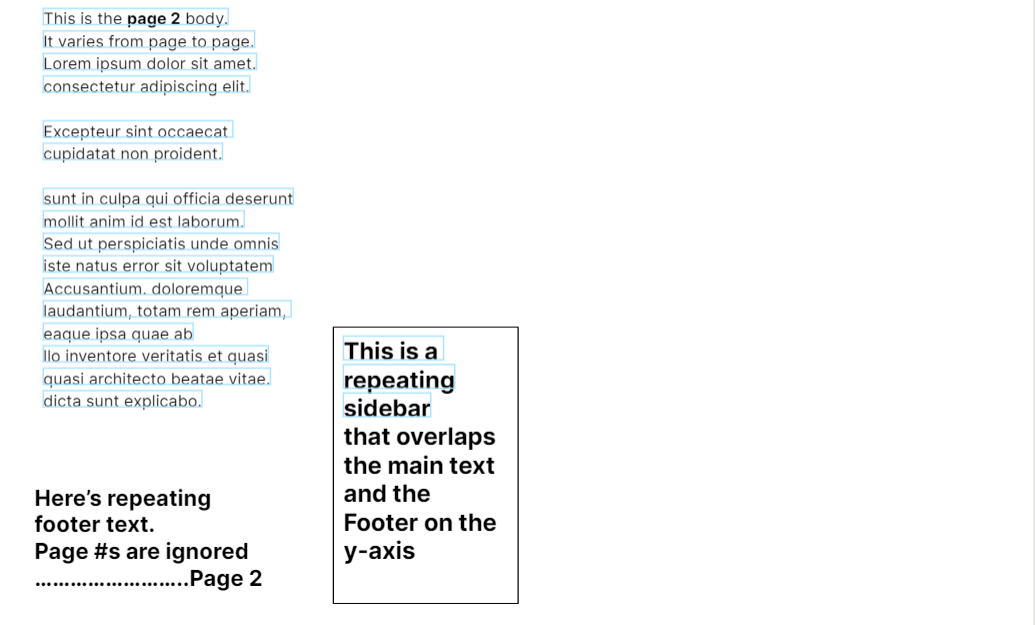 This is the page 2 body.
It varies from page to page.
Lorem ipsum dolor sit amet.
consectetur adipiscing elit.
Excepteur sint occaecat
cupidatat non proident.
sunt in culpa qui officia deserunt
mollit anim id est laborum.
Sed ut perspiciatis unde omnis
iste natus error sit voluptatem
Accusantium. doloremque
laudantium, totam rem aperiam,
eaque ipsa quae ab
llo inventore veritatis et quasi
quasi architecto beatae vitae.
dicta sunt explicabo.
This is a
repeating
sidebar
that overlaps
the main text
and the
Footer on the
y-axis
Here’s repeating
footer text.
Page #s are ignored
……………………..Page 2